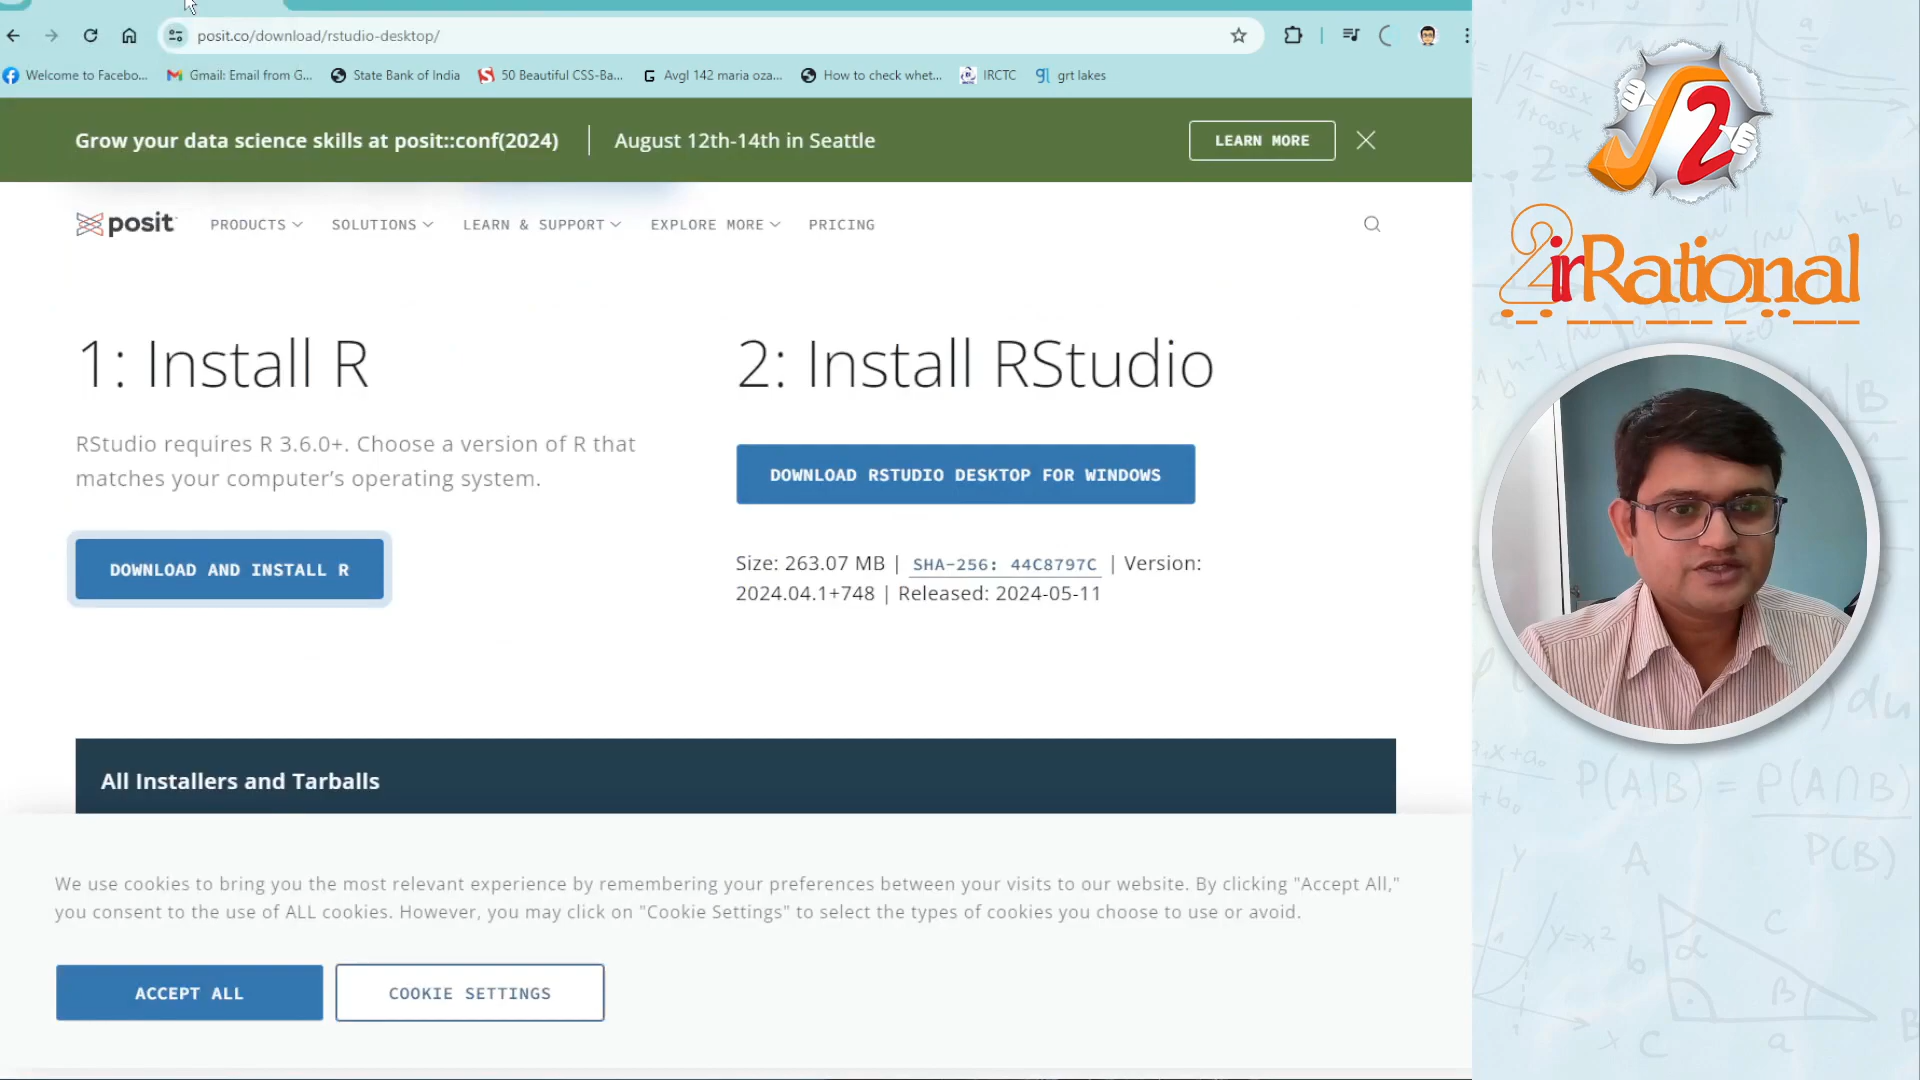 posit.co/download/rstudio-desktop/
Welcome to Facebo... Gmail: Email from G... State Bank of India 50 Beautiful CSS-Ba... Avgl 142 maria oza... How to check whet... IRCTC grt lakes
Grow your data science skills at posit::conf(2024) August 12th-14th in Seattle LEARN MORE
posit PRODUCTS SOLUTIONS LEARN & SUPPORT EXPLORE MORE PRICING
1: Install R
RStudio requires R 3.6.0+. Choose a version of R that
matches your computer’s operating system.
DOWNLOAD AND INSTALL R
2: Install RStudio
DOWNLOAD RSTUDIO DESKTOP FOR WINDOWS
Size: 263.07 MB | SHA-256: 44C8797C | Version:
2024.04.1+748 | Released: 2024-05-11
All Installers and Tarballs
We use cookies to bring you the most relevant experience by remembering your preferences between your visits to our website. By clicking "Accept All,"
you consent to the use of ALL cookies. However, you may click on "Cookie Settings" to select the types of cookies you choose to use or avoid.
ACCEPT ALL COOKIE SETTINGS
√2
2irRational
P(A|B) = P(A∩B)
P(B)
y=x²
A
C
b
α
B
C
a